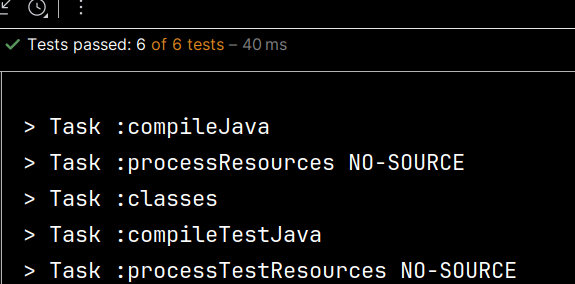 Tests passed: 6 of 6 tests – 40 ms
> Task :compileJava
> Task :processResources NO-SOURCE
> Task :classes
> Task :compileTestJava
> Task :processTestResources NO-SOURCE